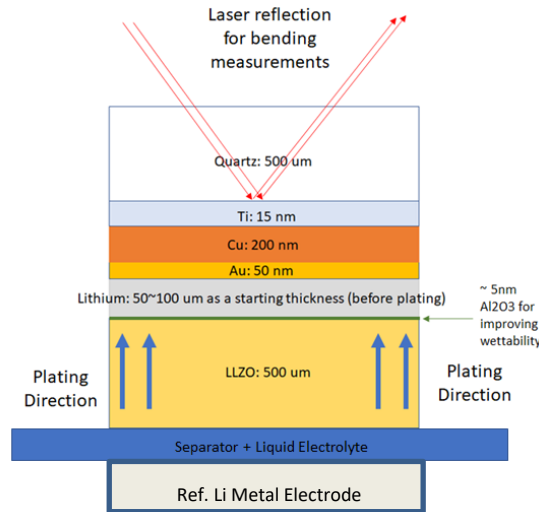 Laser reflection
for bending
measurements
Quartz: 500 um
Ti: 15 nm
Cu: 200 nm
Au: 50 nm
Lithium: 50~100 um as a starting thickness (before plating)
~ 5nm
Al2O3 for
improving
wettability
Plating
Direction
LLZO: 500 um
Plating
Direction
Separator + Liquid Electrolyte
Ref. Li Metal Electrode